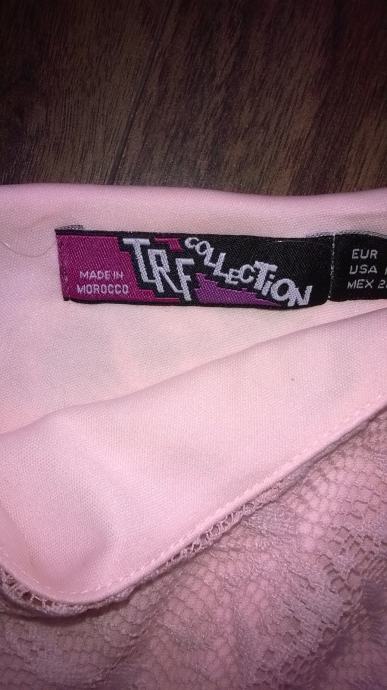 MADE IN
MOROCCO
TRF COLLECTION
EUR
USA
MEX